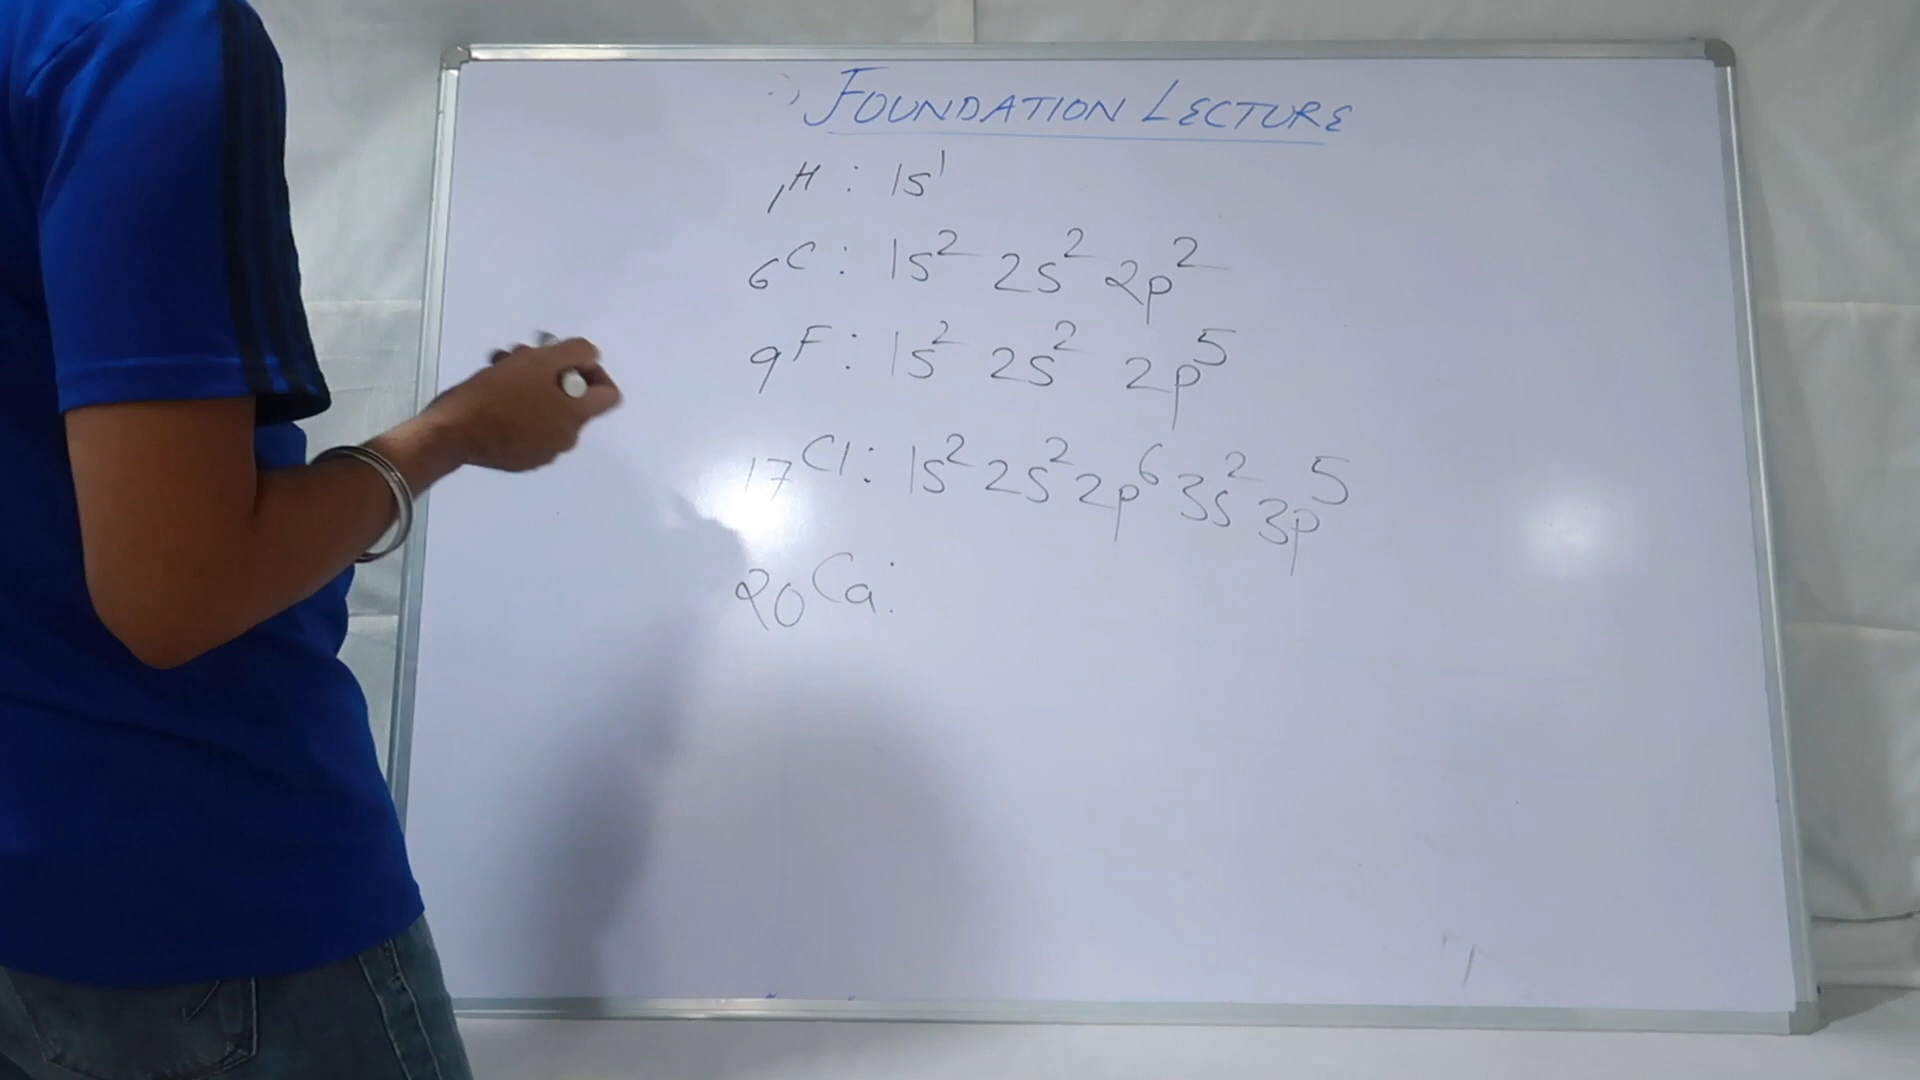 FOUNDATION LECTURE
₁H : 1s¹
₆C : 1s² 2s² 2p²
₉F : 1s² 2s² 2p⁵
₁₇Cl : 1s² 2s² 2p⁶ 3s² 3p⁵
₂₀Ca :